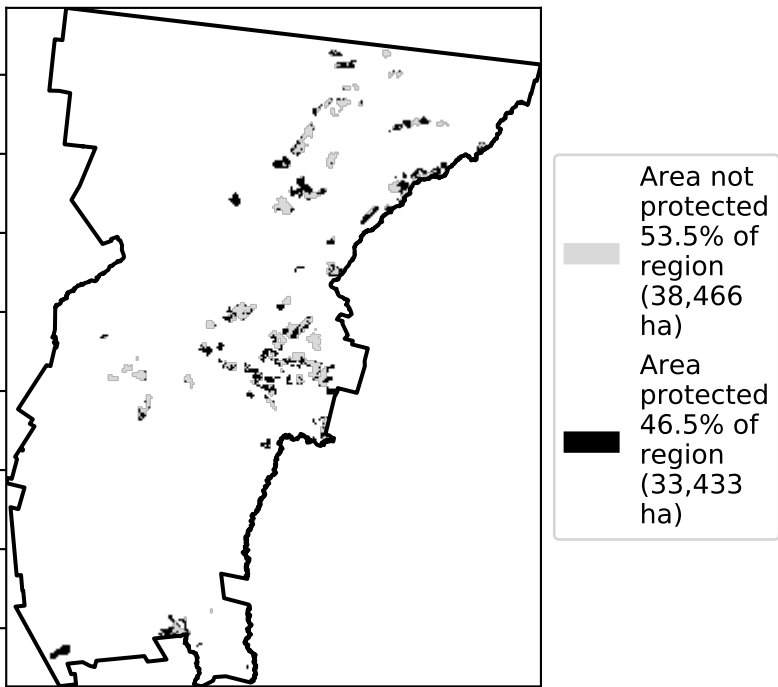 Area not
protected
53.5% of
region
(38,466
ha)
Area
protected
46.5% of
region
(33,433
ha)